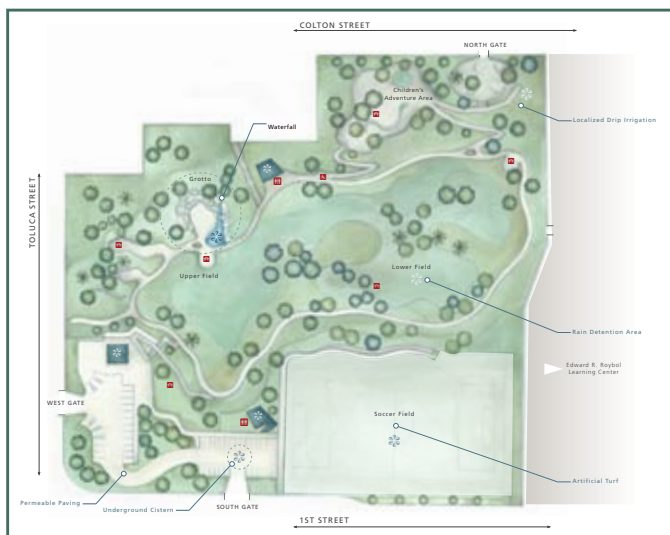 COLTON STREET
NORTH GATE
Children's
Adventure Area
Localized Drip Irrigation
Waterfall
Grotto
TOLUCA STREET
Upper Field
Lower Field
Rain Detention Area
Edward R. Roybol
Learning Center
WEST GATE
Soccer Field
Artificial Turf
Permeable Paving
Underground Cistern
SOUTH GATE
1ST STREET